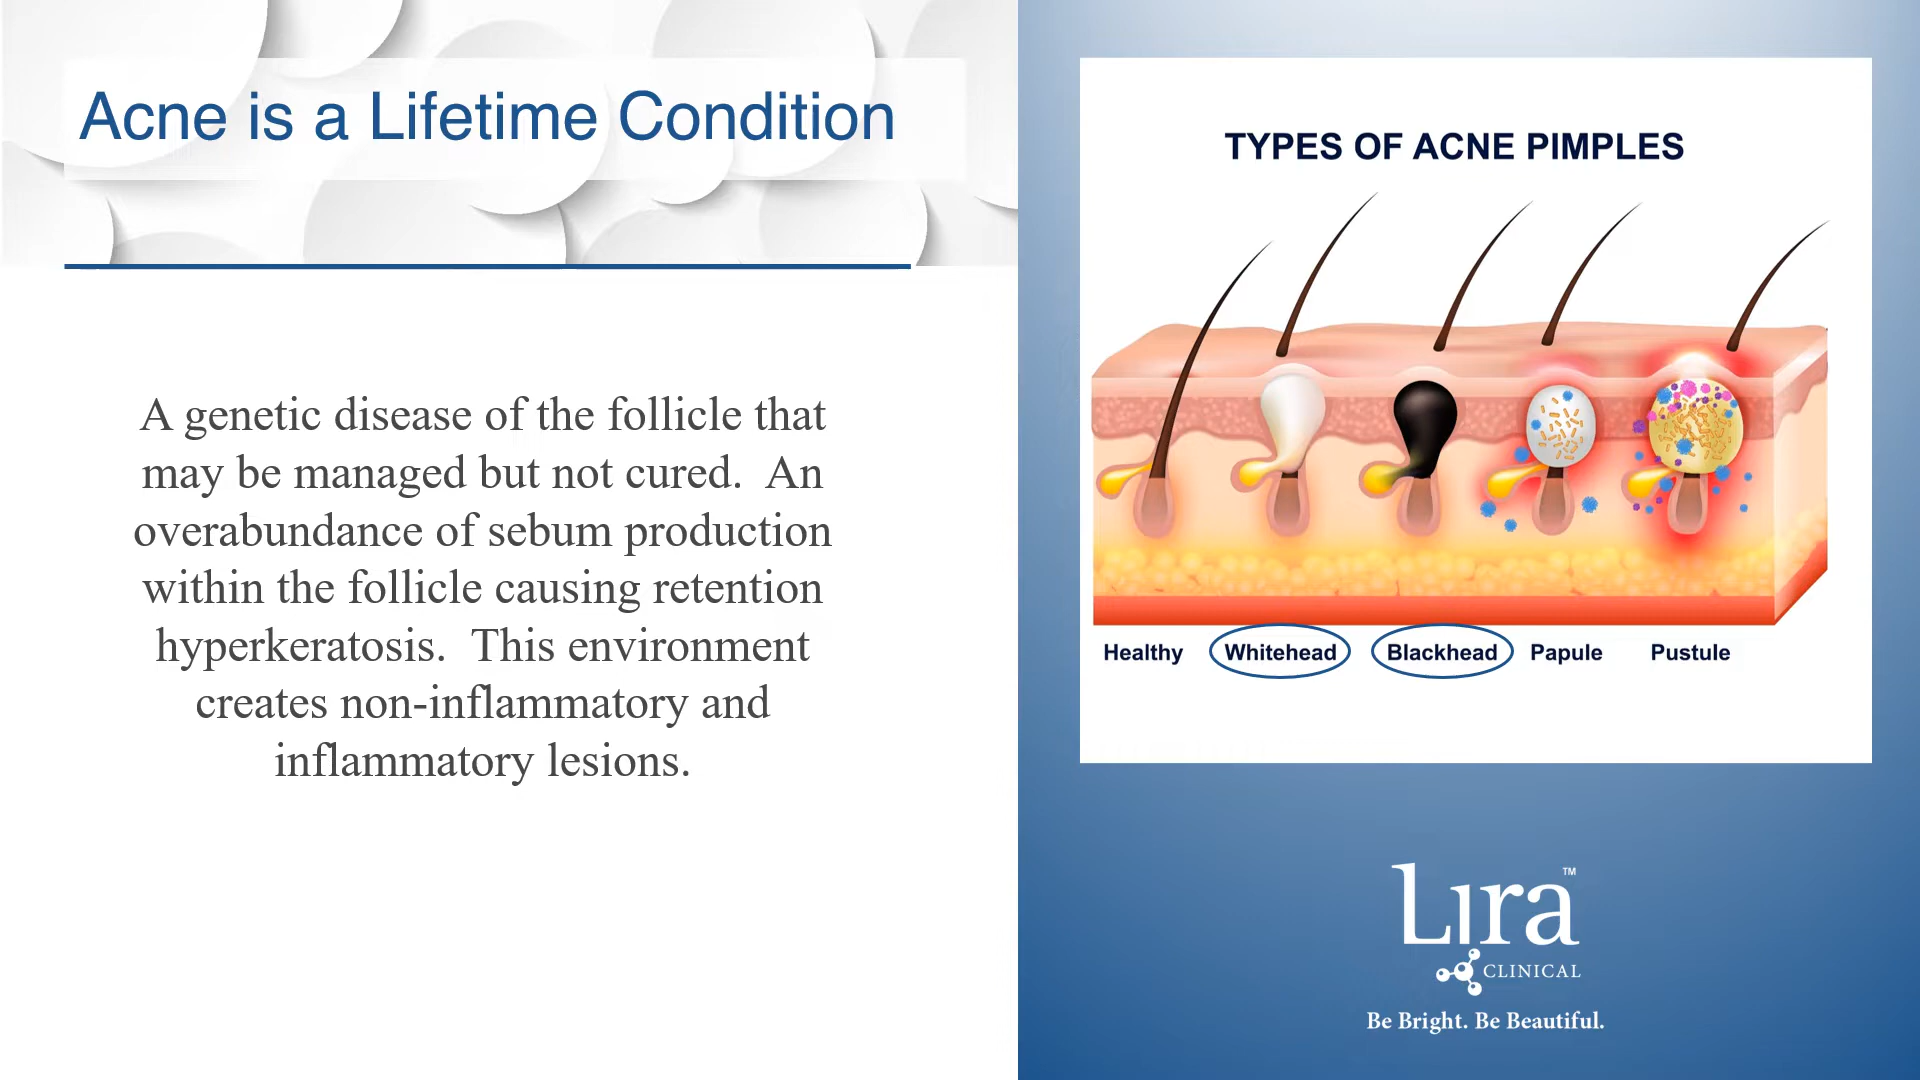 Acne is a Lifetime Condition
A genetic disease of the follicle that
may be managed but not cured.  An
overabundance of sebum production
within the follicle causing retention
hyperkeratosis.  This environment
creates non-inflammatory and
inflammatory lesions.
TYPES OF ACNE PIMPLES
Healthy Whitehead Blackhead Papule Pustule
Lira™
CLINICAL
Be Bright. Be Beautiful.